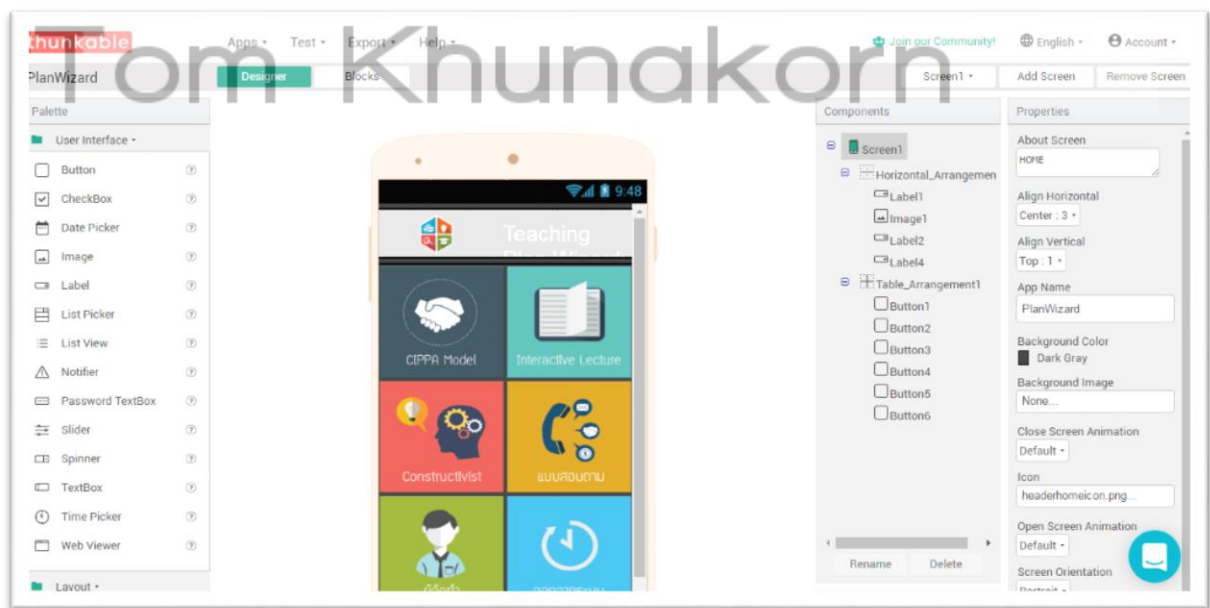 Tom Khunakorn
thunkable
Apps
Test
Export
Help
Join our Community!
English
Account
PlanWizard
Designer
Blocks
Screen1
Add Screen
Remove Screen
Palette
User Interface
Button
CheckBox
Date Picker
Image
Label
List Picker
List View
Notifier
Password TextBox
Slider
Spinner
TextBox
Time Picker
Web Viewer
Layout
9:48
Teaching
CIPPA Model
Interactive Lecture
Constructivist
แบบสอบถาม
Components
Screen1
Horizontal_Arrangemen
Label1
Image1
Label2
Label4
Table_Arrangement1
Button1
Button2
Button3
Button4
Button5
Button6
Rename
Delete
Properties
About Screen
HOME
Align Horizontal
Center : 3
Align Vertical
Top : 1
App Name
PlanWizard
Background Color
Dark Gray
Background Image
None...
Close Screen Animation
Default
Icon
headerhomeicon.png...
Open Screen Animation
Default
Screen Orientation
Portrait